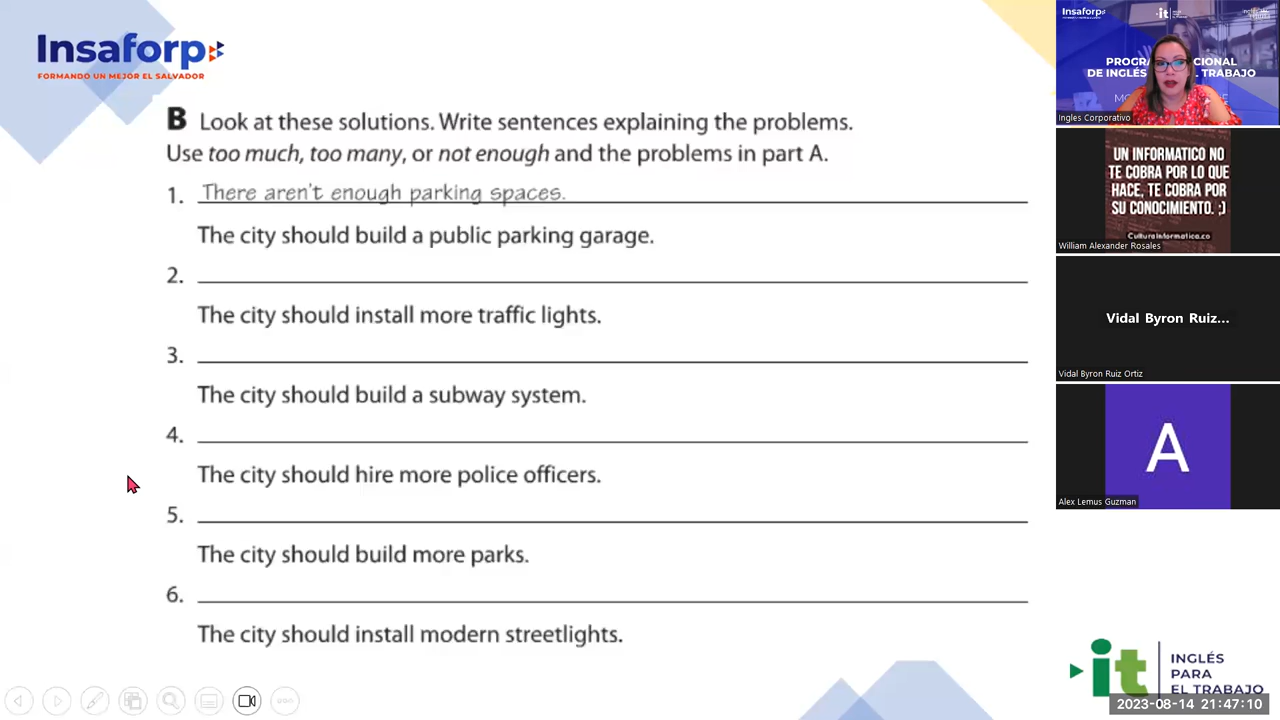 Insaforp
FORMANDO UN MEJOR EL SALVADOR
B Look at these solutions. Write sentences explaining the problems.
Use too much, too many, or not enough and the problems in part A.
1. There aren't enough parking spaces.
The city should build a public parking garage.
2.
The city should install more traffic lights.
3.
The city should build a subway system.
4.
The city should hire more police officers.
5.
The city should build more parks.
6.
The city should install modern streetlights.
Insaforp
it
Ingles Corporativo
UN INFORMATICO NO
TE COBRA POR LO QUE
HACE, TE COBRA POR
SU CONOCIMIENTO. ;)
CulturaInformatica.co
William Alexander Rosales
Vidal Byron Ruiz...
Vidal Byron Ruiz Ortiz
A
Alex Lemus Guzman
it
INGLÉS
PARA
EL TRABAJO
2023-08-14 21:47:10